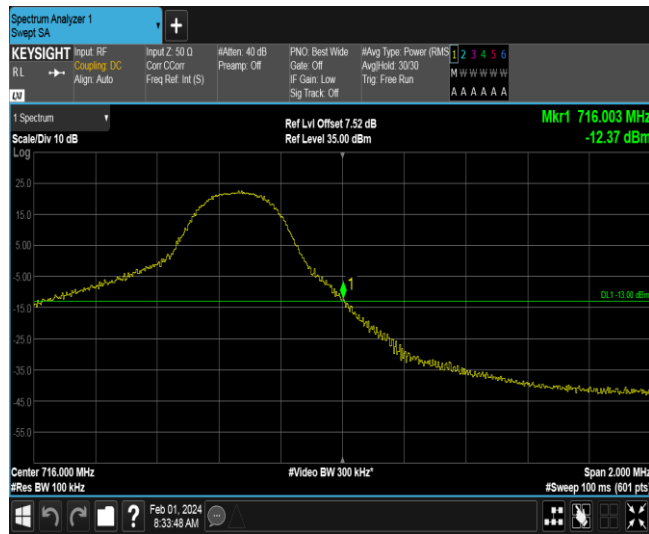 Spectrum Analyzer 1
Swept SA
KEYSIGHT
RL
LXI
Input: RF
Coupling: DC
Align: Auto
Input Z: 50 Ω
Corr CCorr
Freq Ref: Int (S)
#Atten: 40 dB
Preamp: Off
PNO: Best Wide
Gate: Off
IF Gain: Low
Sig Track: Off
#Avg Type: Power (RMS
Avg|Hold: 30/30
Trig: Free Run
1 2 3 4 5 6
M W W W W W
A A A A A A
1 Spectrum
Scale/Div 10 dB
Log
Ref Lvl Offset 7.52 dB
Ref Level 35.00 dBm
Mkr1 716.003 MHz
-12.37 dBm
25.0
15.0
5.00
-5.00
-15.0
-25.0
-35.0
-45.0
-55.0
1
DL1 -13.00 dBm
Center 716.000 MHz
#Res BW 100 kHz
#Video BW 300 kHz*
Span 2.000 MHz
#Sweep 100 ms (601 pts)
?
Feb 01, 2024
8:33:48 AM